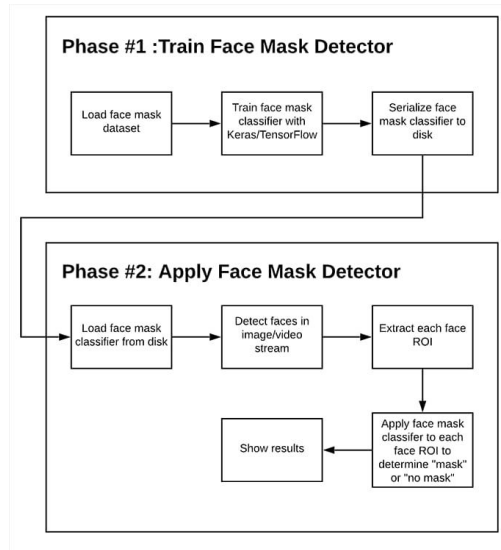 Phase #1 :Train Face Mask Detector
Load face mask
dataset
Train face mask
classifier with
Keras/TensorFlow
Serialize face
mask classifier to
disk
Phase #2: Apply Face Mask Detector
Load face mask
classifier from disk
Detect faces in
image/video
stream
Extract each face
ROI
Apply face mask
classifer to each
face ROI to
determine "mask"
or "no mask"
Show results